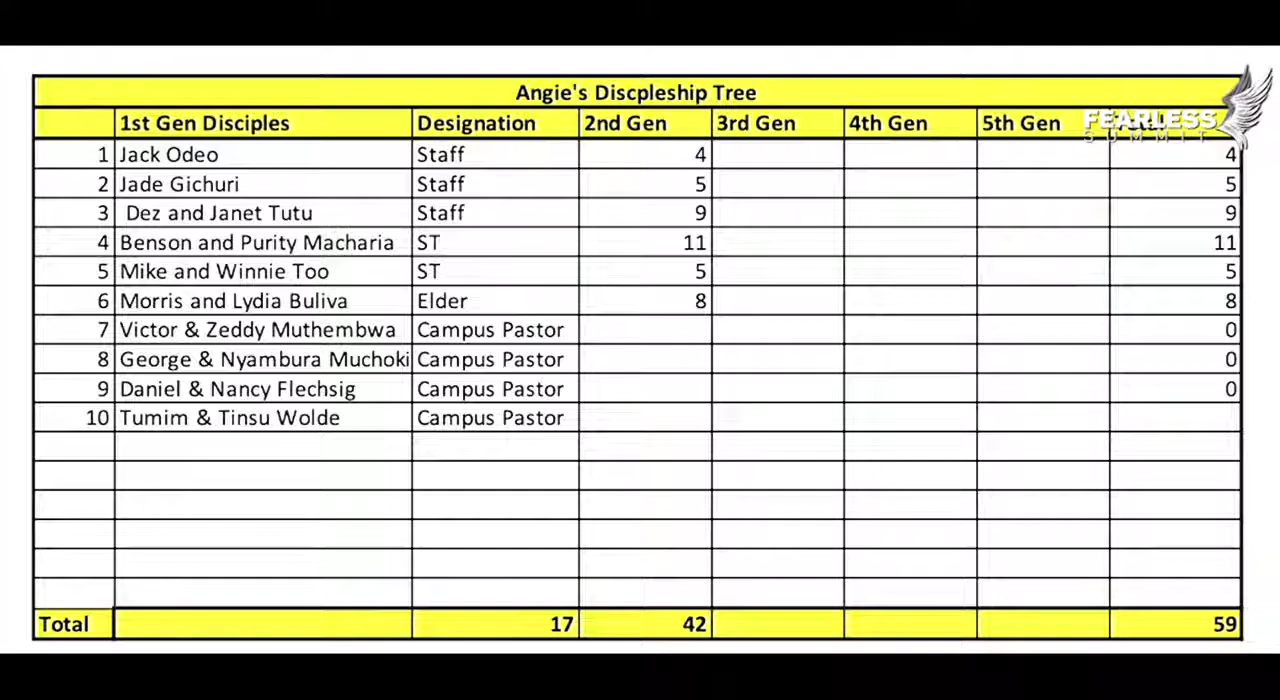 Angie's Discpleship Tree
1st Gen Disciples Designation 2nd Gen 3rd Gen 4th Gen 5th Gen
FEARLESS
SUMMIT
1 Jack Odeo Staff 4 4
2 Jade Gichuri Staff 5 5
3 Dez and Janet Tutu Staff 9 9
4 Benson and Purity Macharia ST 11 11
5 Mike and Winnie Too ST 5 5
6 Morris and Lydia Buliva Elder 8 8
7 Victor & Zeddy Muthembwa Campus Pastor 0
8 George & Nyambura Muchoki Campus Pastor 0
9 Daniel & Nancy Flechsig Campus Pastor 0
10 Tumim & Tinsu Wolde Campus Pastor
Total 17 42 59